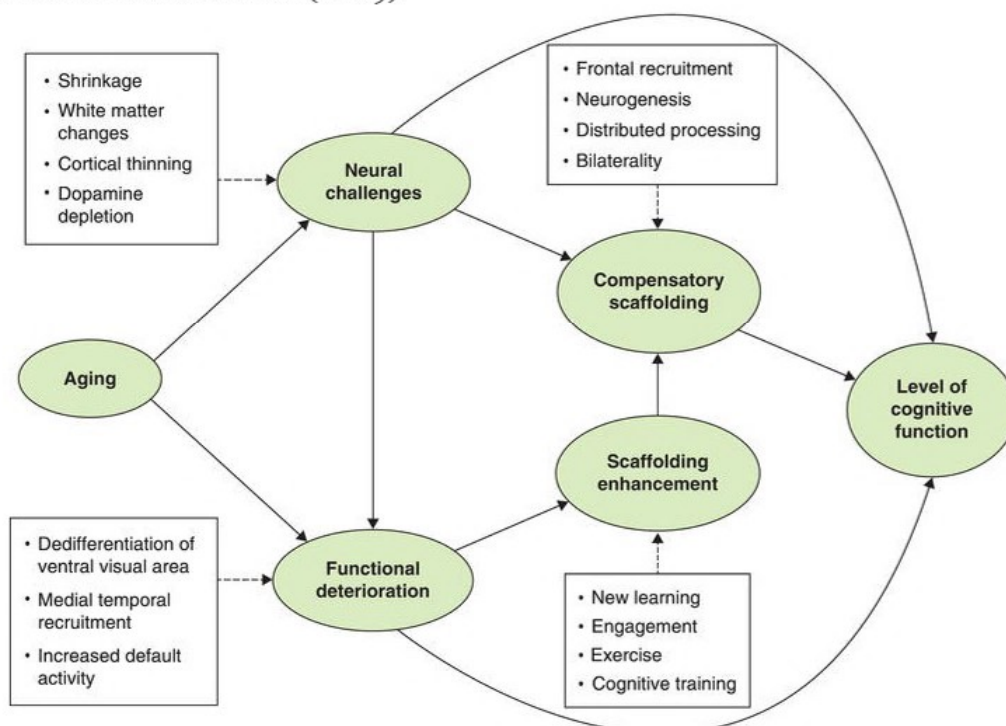 • Shrinkage
• White matter
changes
• Cortical thinning
• Dopamine
depletion
• Frontal recruitment
• Neurogenesis
• Distributed processing
• Bilaterality
Neural
challenges
Compensatory
scaffolding
Aging
Level of
cognitive
function
Scaffolding
enhancement
• Dedifferentiation of
ventral visual area
• Medial temporal
recruitment
• Increased default
activity
Functional
deterioration
• New learning
• Engagement
• Exercise
• Cognitive training